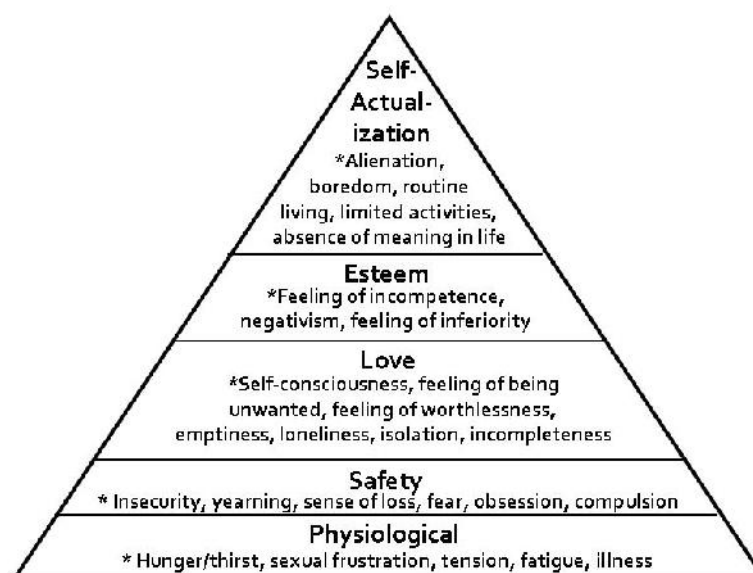 Self-
Actual-
ization
*Alienation,
boredom, routine
living, limited activities,
absence of meaning in life
Esteem
*Feeling of incompetence,
negativism, feeling of inferiority
Love
*Self-consciousness, feeling of being
unwanted, feeling of worthlessness,
emptiness, loneliness, isolation, incompleteness
Safety
* Insecurity, yearning, sense of loss, fear, obsession, compulsion
Physiological
* Hunger/thirst, sexual frustration, tension, fatigue, illness